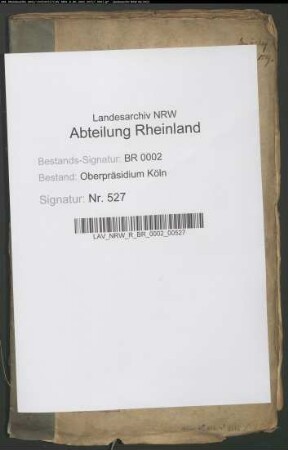 Landesarchiv NRW
Abteilung Rheinland
Bestands-Signatur: BR 0002
Bestand: Oberpräsidium Köln
Signatur: Nr. 527
LAV_NRW_R_BR_0002_00527